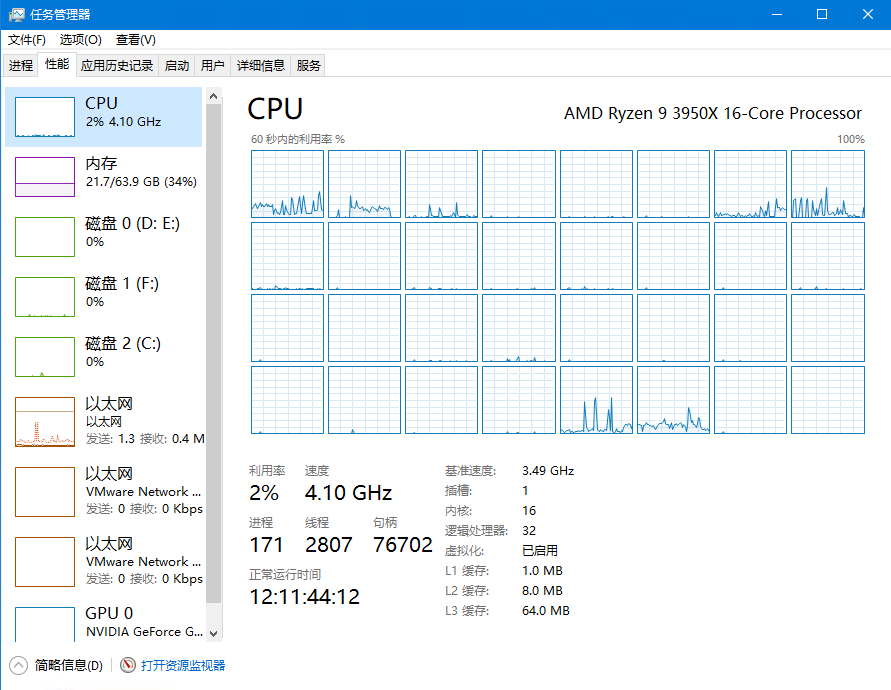 任务管理器
文件(F) 选项(O) 查看(V)
进程 性能 应用历史记录 启动 用户 详细信息 服务
CPU
2% 4.10 GHz
内存
21.7/63.9 GB (34%)
磁盘 0 (D: E:)
0%
磁盘 1 (F:)
0%
磁盘 2 (C:)
0%
以太网
以太网
发送: 1.3 接收: 0.4 M
以太网
VMware Network ...
发送: 0 接收: 0 Kbps
以太网
VMware Network ...
发送: 0 接收: 0 Kbps
GPU 0
NVIDIA GeForce G...
CPU AMD Ryzen 9 3950X 16-Core Processor
60 秒内的利用率 % 100%
利用率 速度
2% 4.10 GHz
进程 线程 句柄
171 2807 76702
正常运行时间
12:11:44:12
基准速度: 3.49 GHz
插槽: 1
内核: 16
逻辑处理器: 32
虚拟化: 已启用
L1 缓存: 1.0 MB
L2 缓存: 8.0 MB
L3 缓存: 64.0 MB
简略信息(D) 打开资源监视器